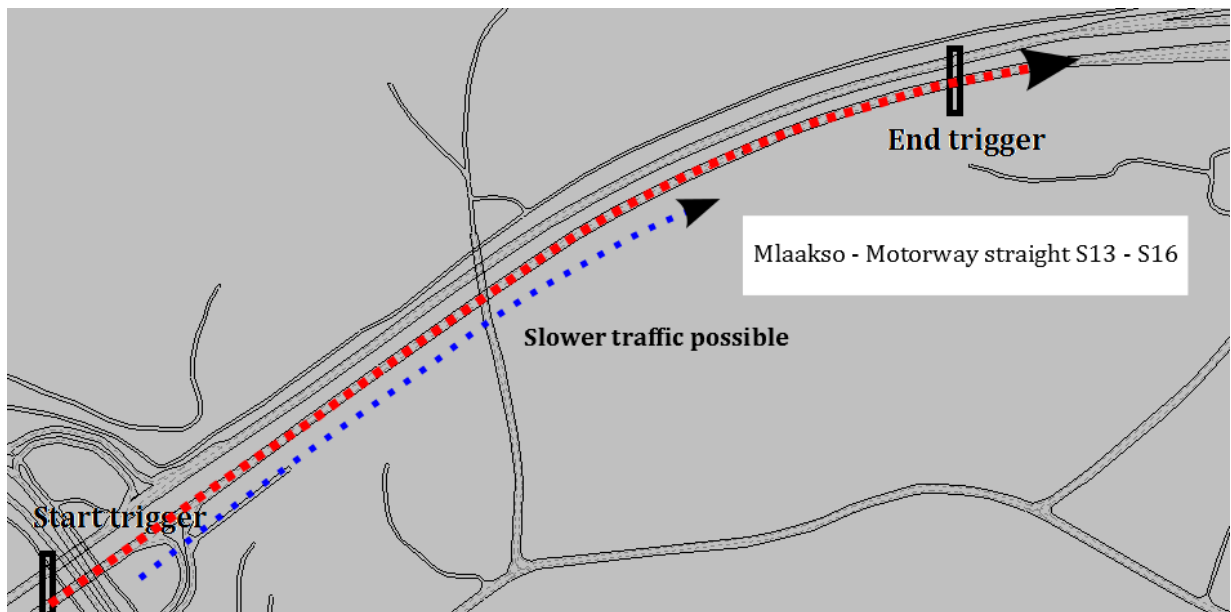 End trigger
Mlaakso - Motorway straight S13 - S16
Slower traffic possible
Start trigger